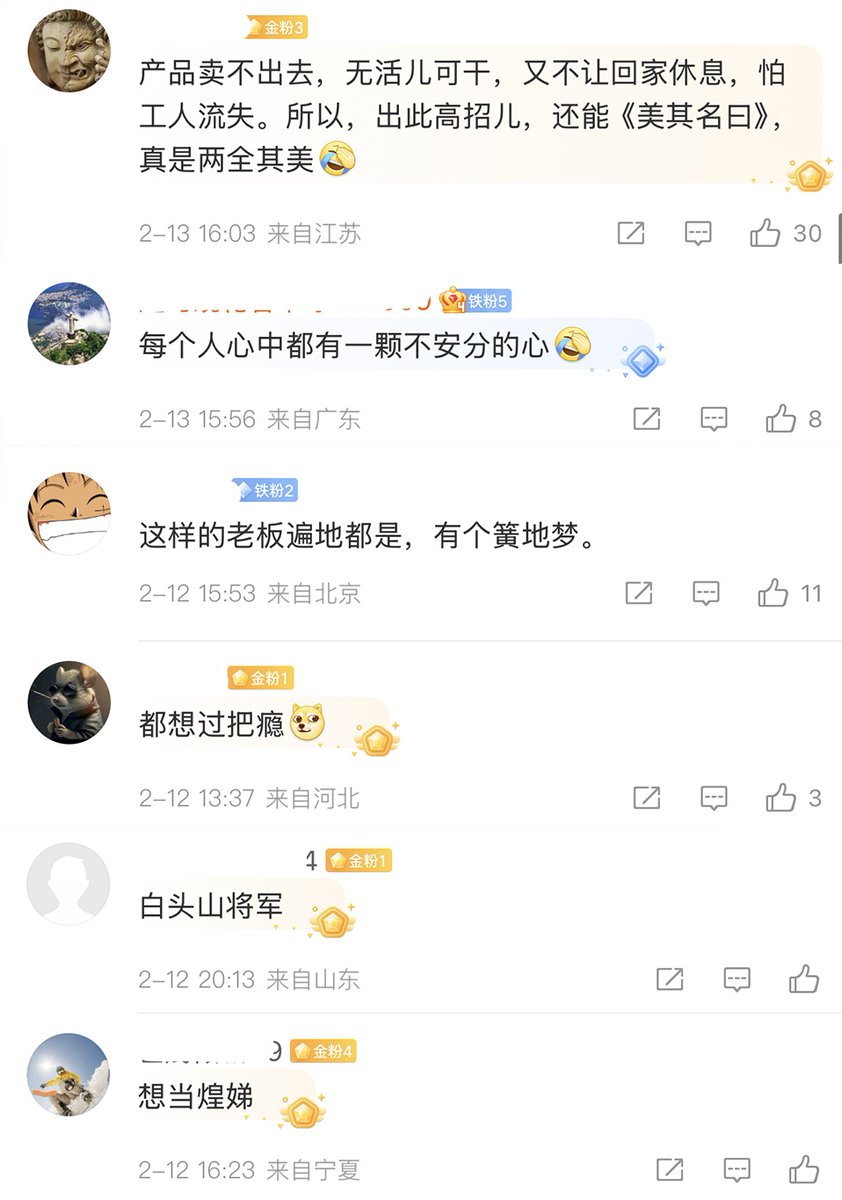 金粉3
产品卖不出去，无活儿可干，又不让回家休息，怕
工人流失。所以，出此高招儿，还能《美其名曰》，
真是两全其美🤣
2-13 16:03 来自江苏 30
铁粉5
每个人心中都有一颗不安分的心🤣
2-13 15:56 来自广东 8
铁粉2
这样的老板遍地都是，有个簧地梦。
2-12 15:53 来自北京 11
金粉1
都想过把瘾
2-12 13:37 来自河北 3
4 金粉1
白头山将军
2-12 20:13 来自山东
9 金粉4
想当煌娣
2-12 16:23 来自宁夏